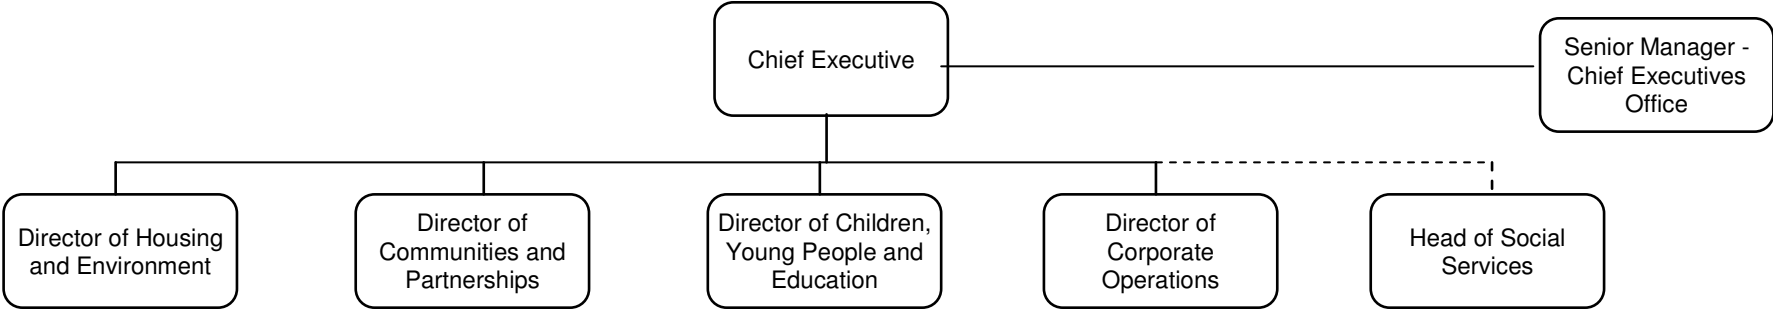 Chief Executive
Senior Manager -
Chief Executives
Office
Director of Housing
and Environment
Director of
Communities and
Partnerships
Director of Children,
Young People and
Education
Director of
Corporate
Operations
Head of Social
Services